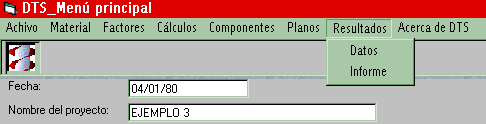 DTS_Menú principal
Achivo Material Factores Cálculos Componentes Planos Resultados Acerca de DTS
Datos
Informe
Fecha: 04/01/80
Nombre del proyecto: EJEMPLO 3